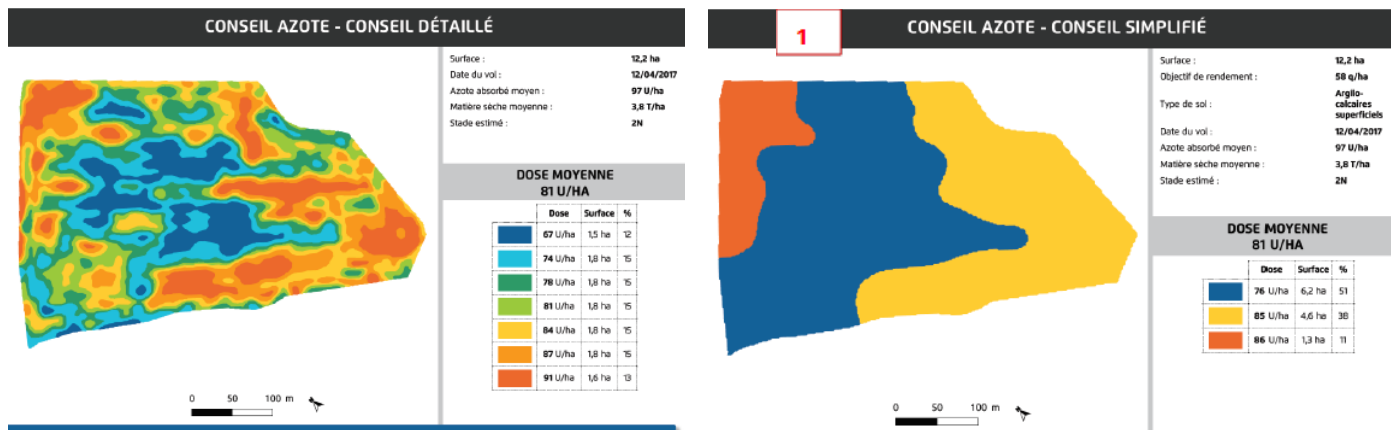 CONSEIL AZOTE - CONSEIL DÉTAILLÉ
Surface : 12,2 ha
Date du vol : 12/04/2017
Azote absorbé moyen : 97 U/ha
Matière sèche moyenne : 3,8 T/ha
Stade estimé : 2N
DOSE MOYENNE
81 U/HA
Dose Surface %
67 U/ha 1,5 ha 12
74 U/ha 1,8 ha 15
78 U/ha 1,8 ha 15
81 U/ha 1,8 ha 15
84 U/ha 1,8 ha 15
87 U/ha 1,8 ha 15
91 U/ha 1,6 ha 13
0 50 100 m
1
CONSEIL AZOTE - CONSEIL SIMPLIFIÉ
Surface : 12,2 ha
Objectif de rendement : 58 q/ha
Type de sol : Argilo-
calcaires
superficiels
Date du vol : 12/04/2017
Azote absorbé moyen : 97 U/ha
Matière sèche moyenne : 3,8 T/ha
Stade estimé : 2N
DOSE MOYENNE
81 U/HA
Dose Surface %
76 U/ha 6,2 ha 51
85 U/ha 4,6 ha 38
86 U/ha 1,3 ha 11
0 50 100 m